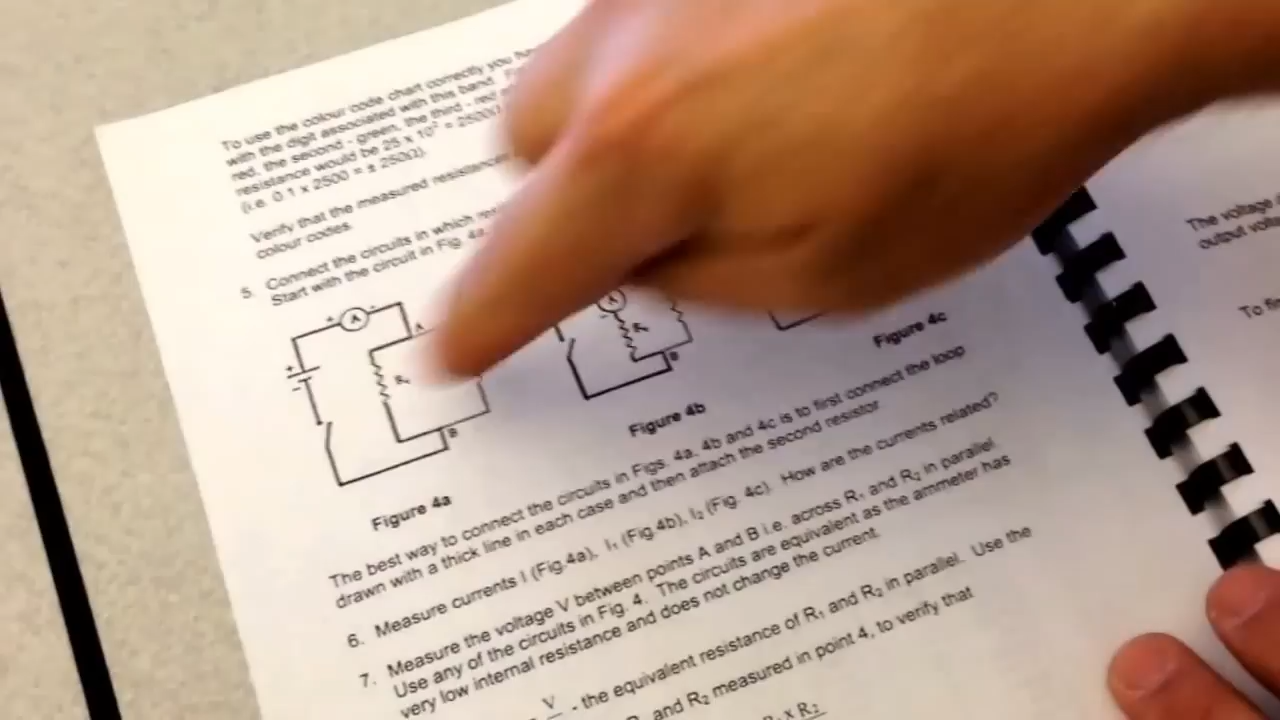 To use the colour code chart correctly you
with the digit associated with this band.
red, the second - green, the third - red
resistance would be 25 x 10² = 2500Ω
(i.e. 0.1 x 2500 = ± 250Ω).
Verify that the measured resistances
colour codes.
5. Connect the circuits in which
Start with the circuit in Fig. 4a.
+ A -
A
+
-
R₁
B
Figure 4a
A
-
R₁
B
Figure 4b
Figure 4c
The best way to connect the circuits in Figs. 4a, 4b and 4c is to first connect the loop
drawn with a thick line in each case and then attach the second resistor.
6. Measure currents I (Fig.4a), I₁ (Fig.4b), I₂ (Fig. 4c). How are the currents related?
7. Measure the voltage V between points A and B i.e. across R₁ and R₂ in parallel.
Use any of the circuits in Fig. 4. The circuits are equivalent as the ammeter has
very low internal resistance and does not change the current.
V - the equivalent resistance of R₁ and R₂ in parallel. Use the
and R₂ measured in point 4, to verify that
x R₂
The voltage
output
To